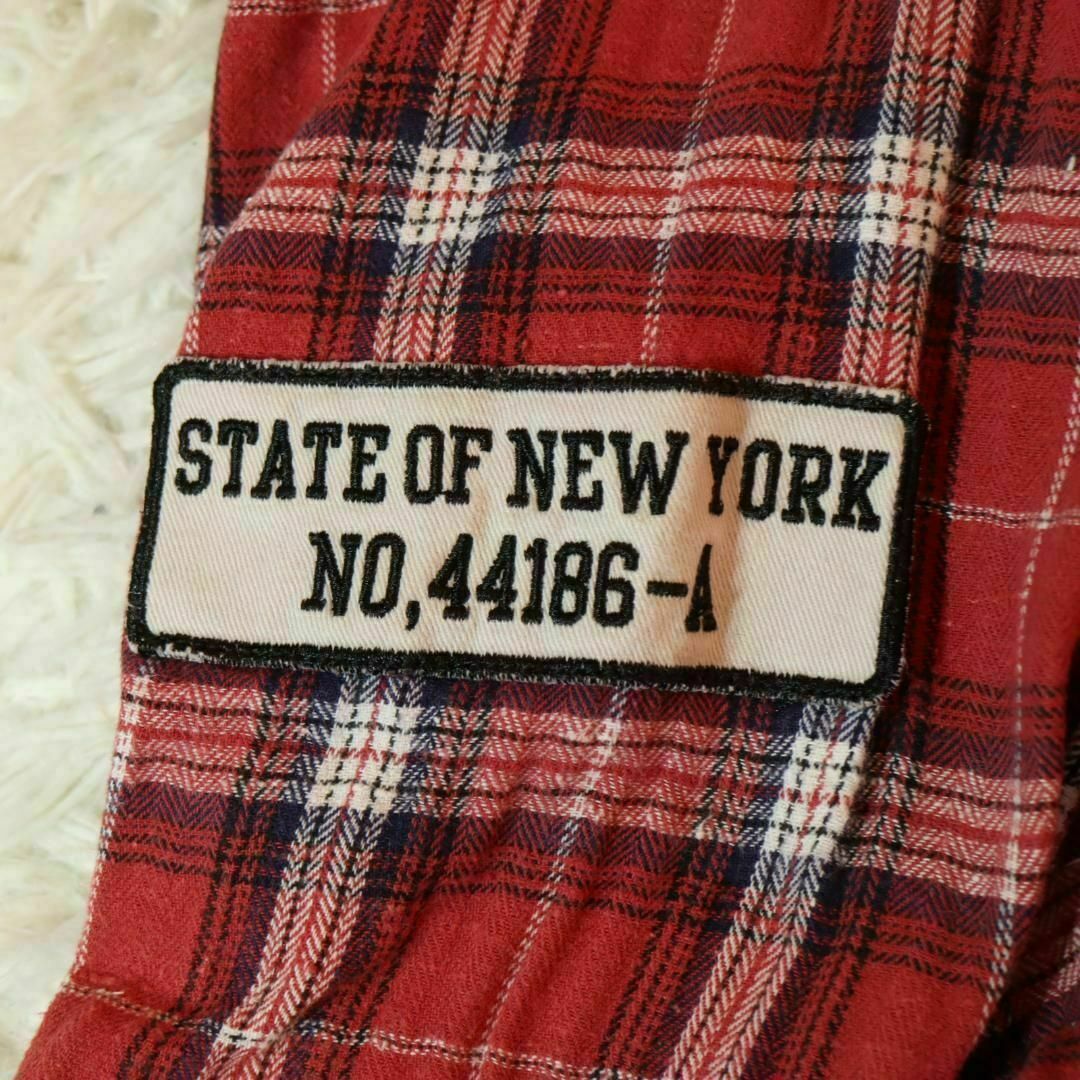 STATE OF NEW YORK
NO,44186-A